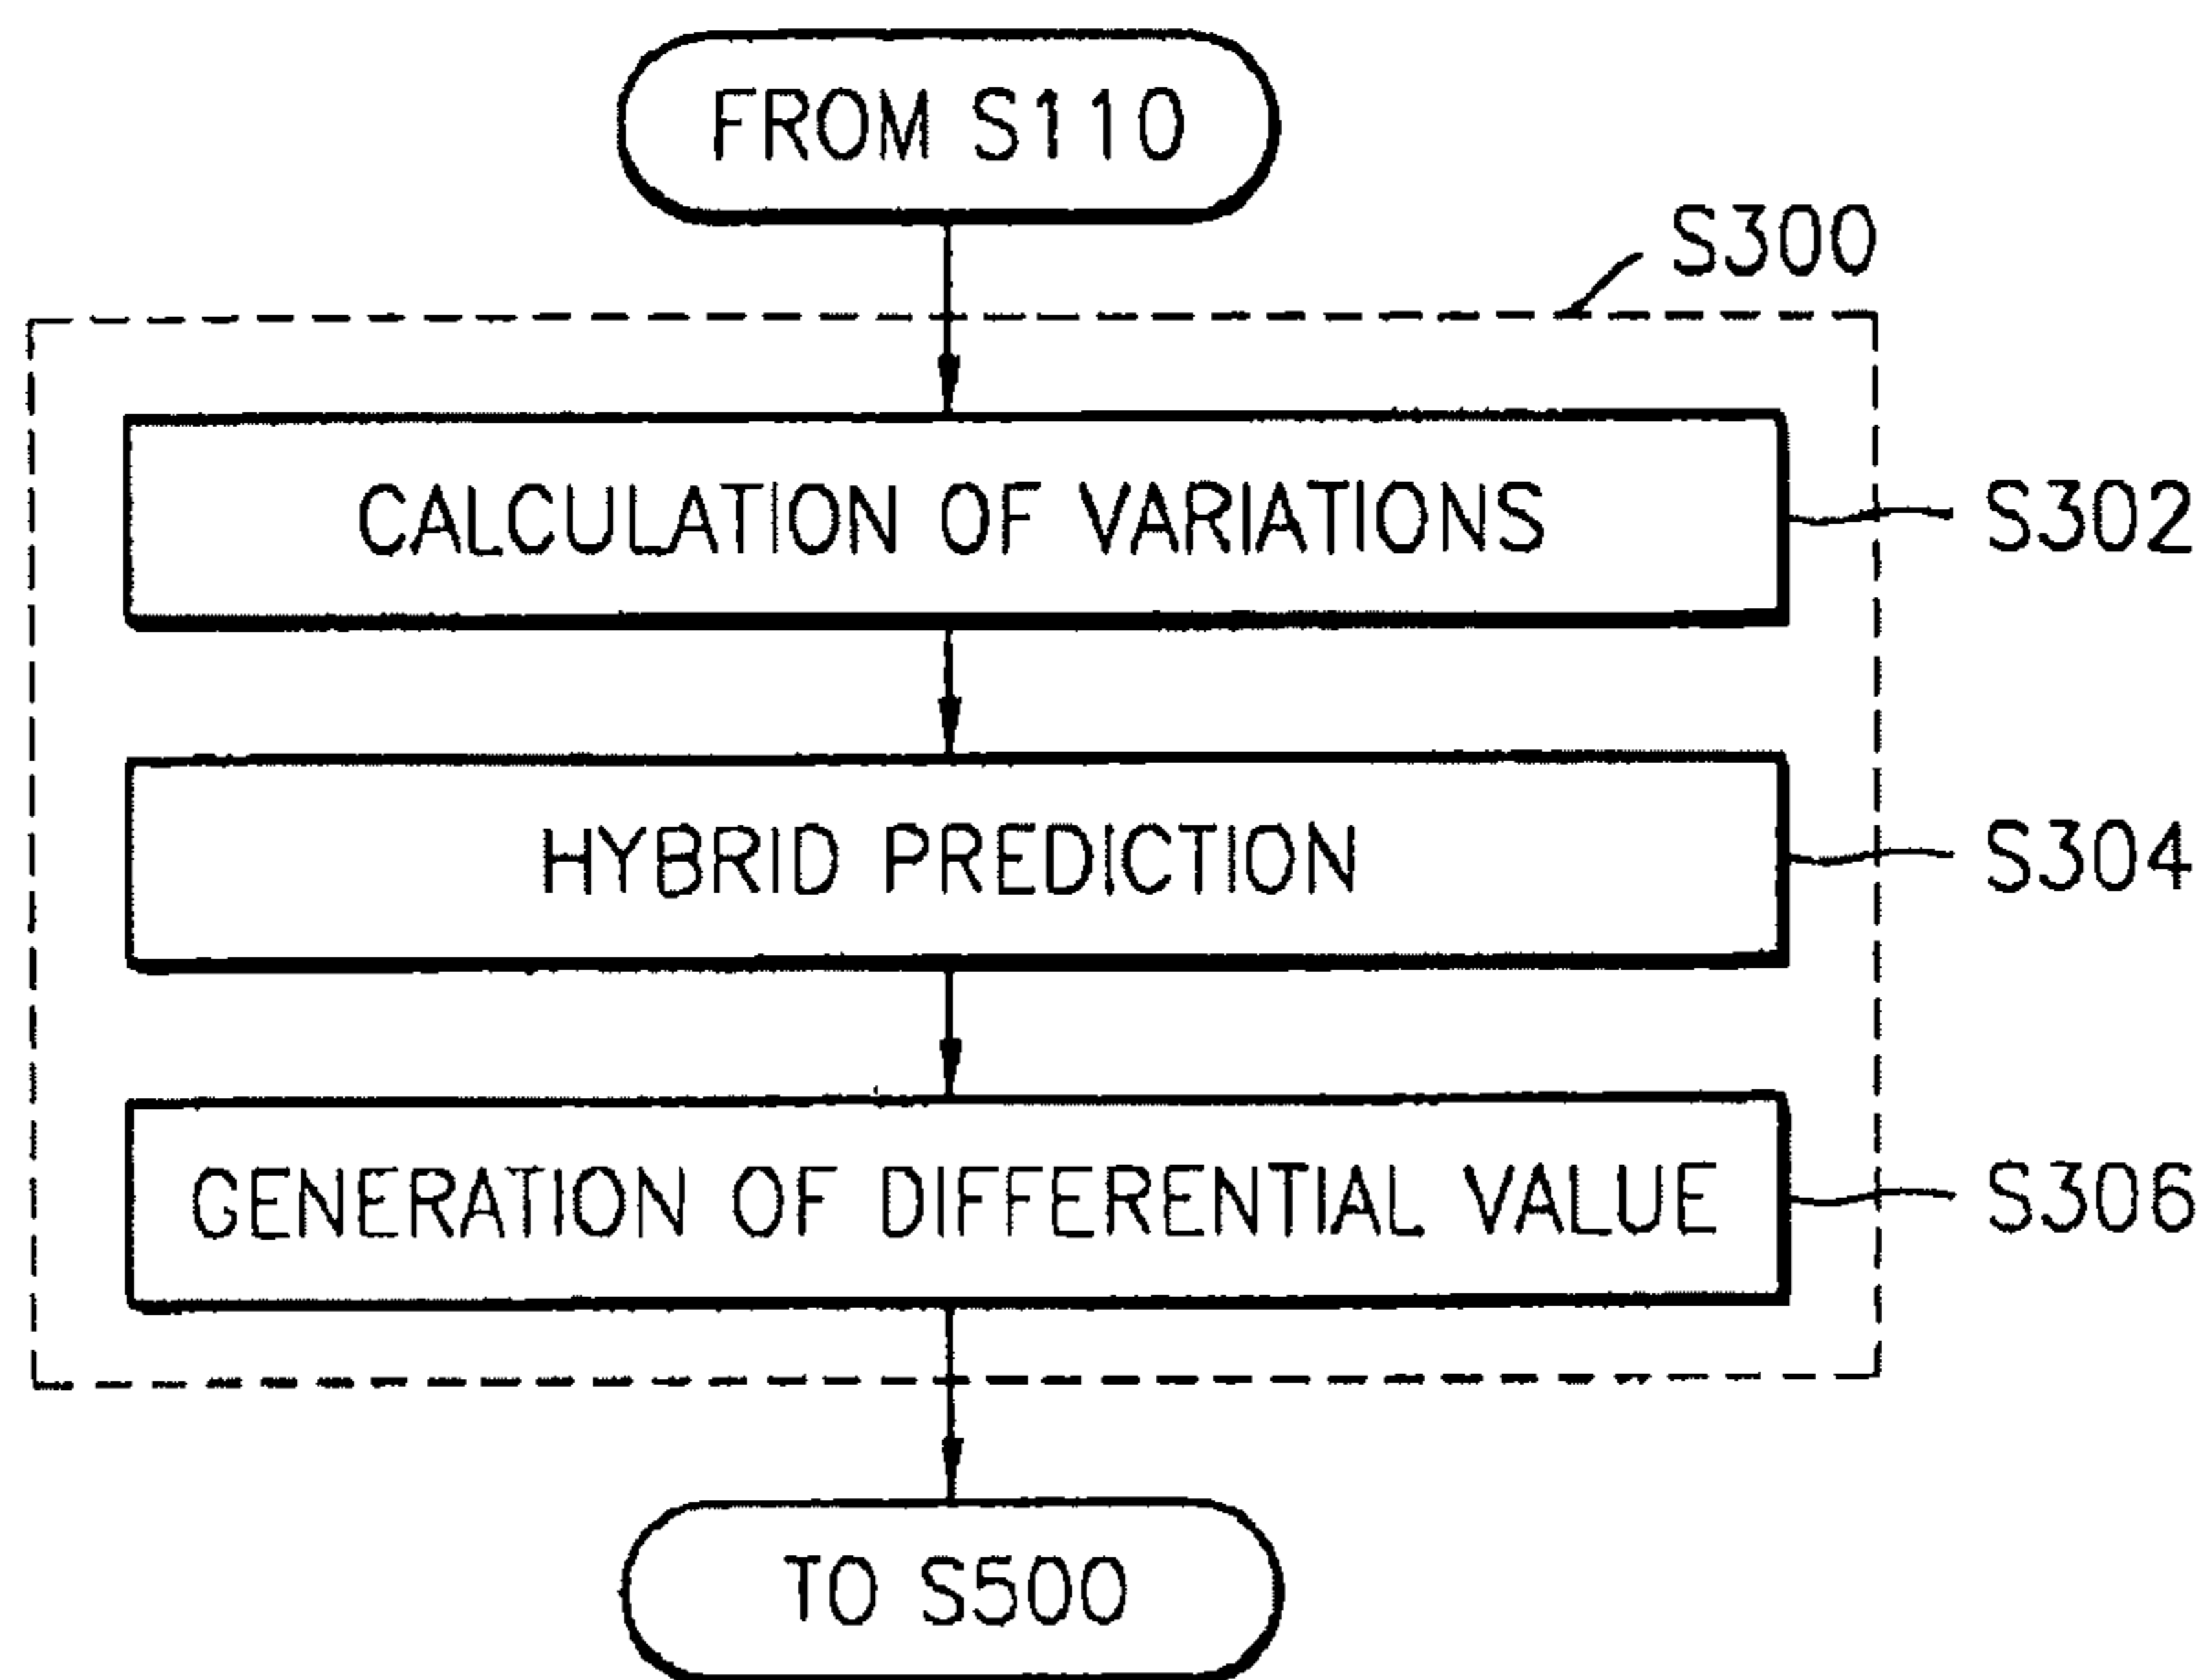 FROM S110
S300
CALCULATION OF VARIATIONS
S302
HYBRID PREDICTION
S304
GENERATION OF DIFFERENTIAL VALUE
S306
TO S500